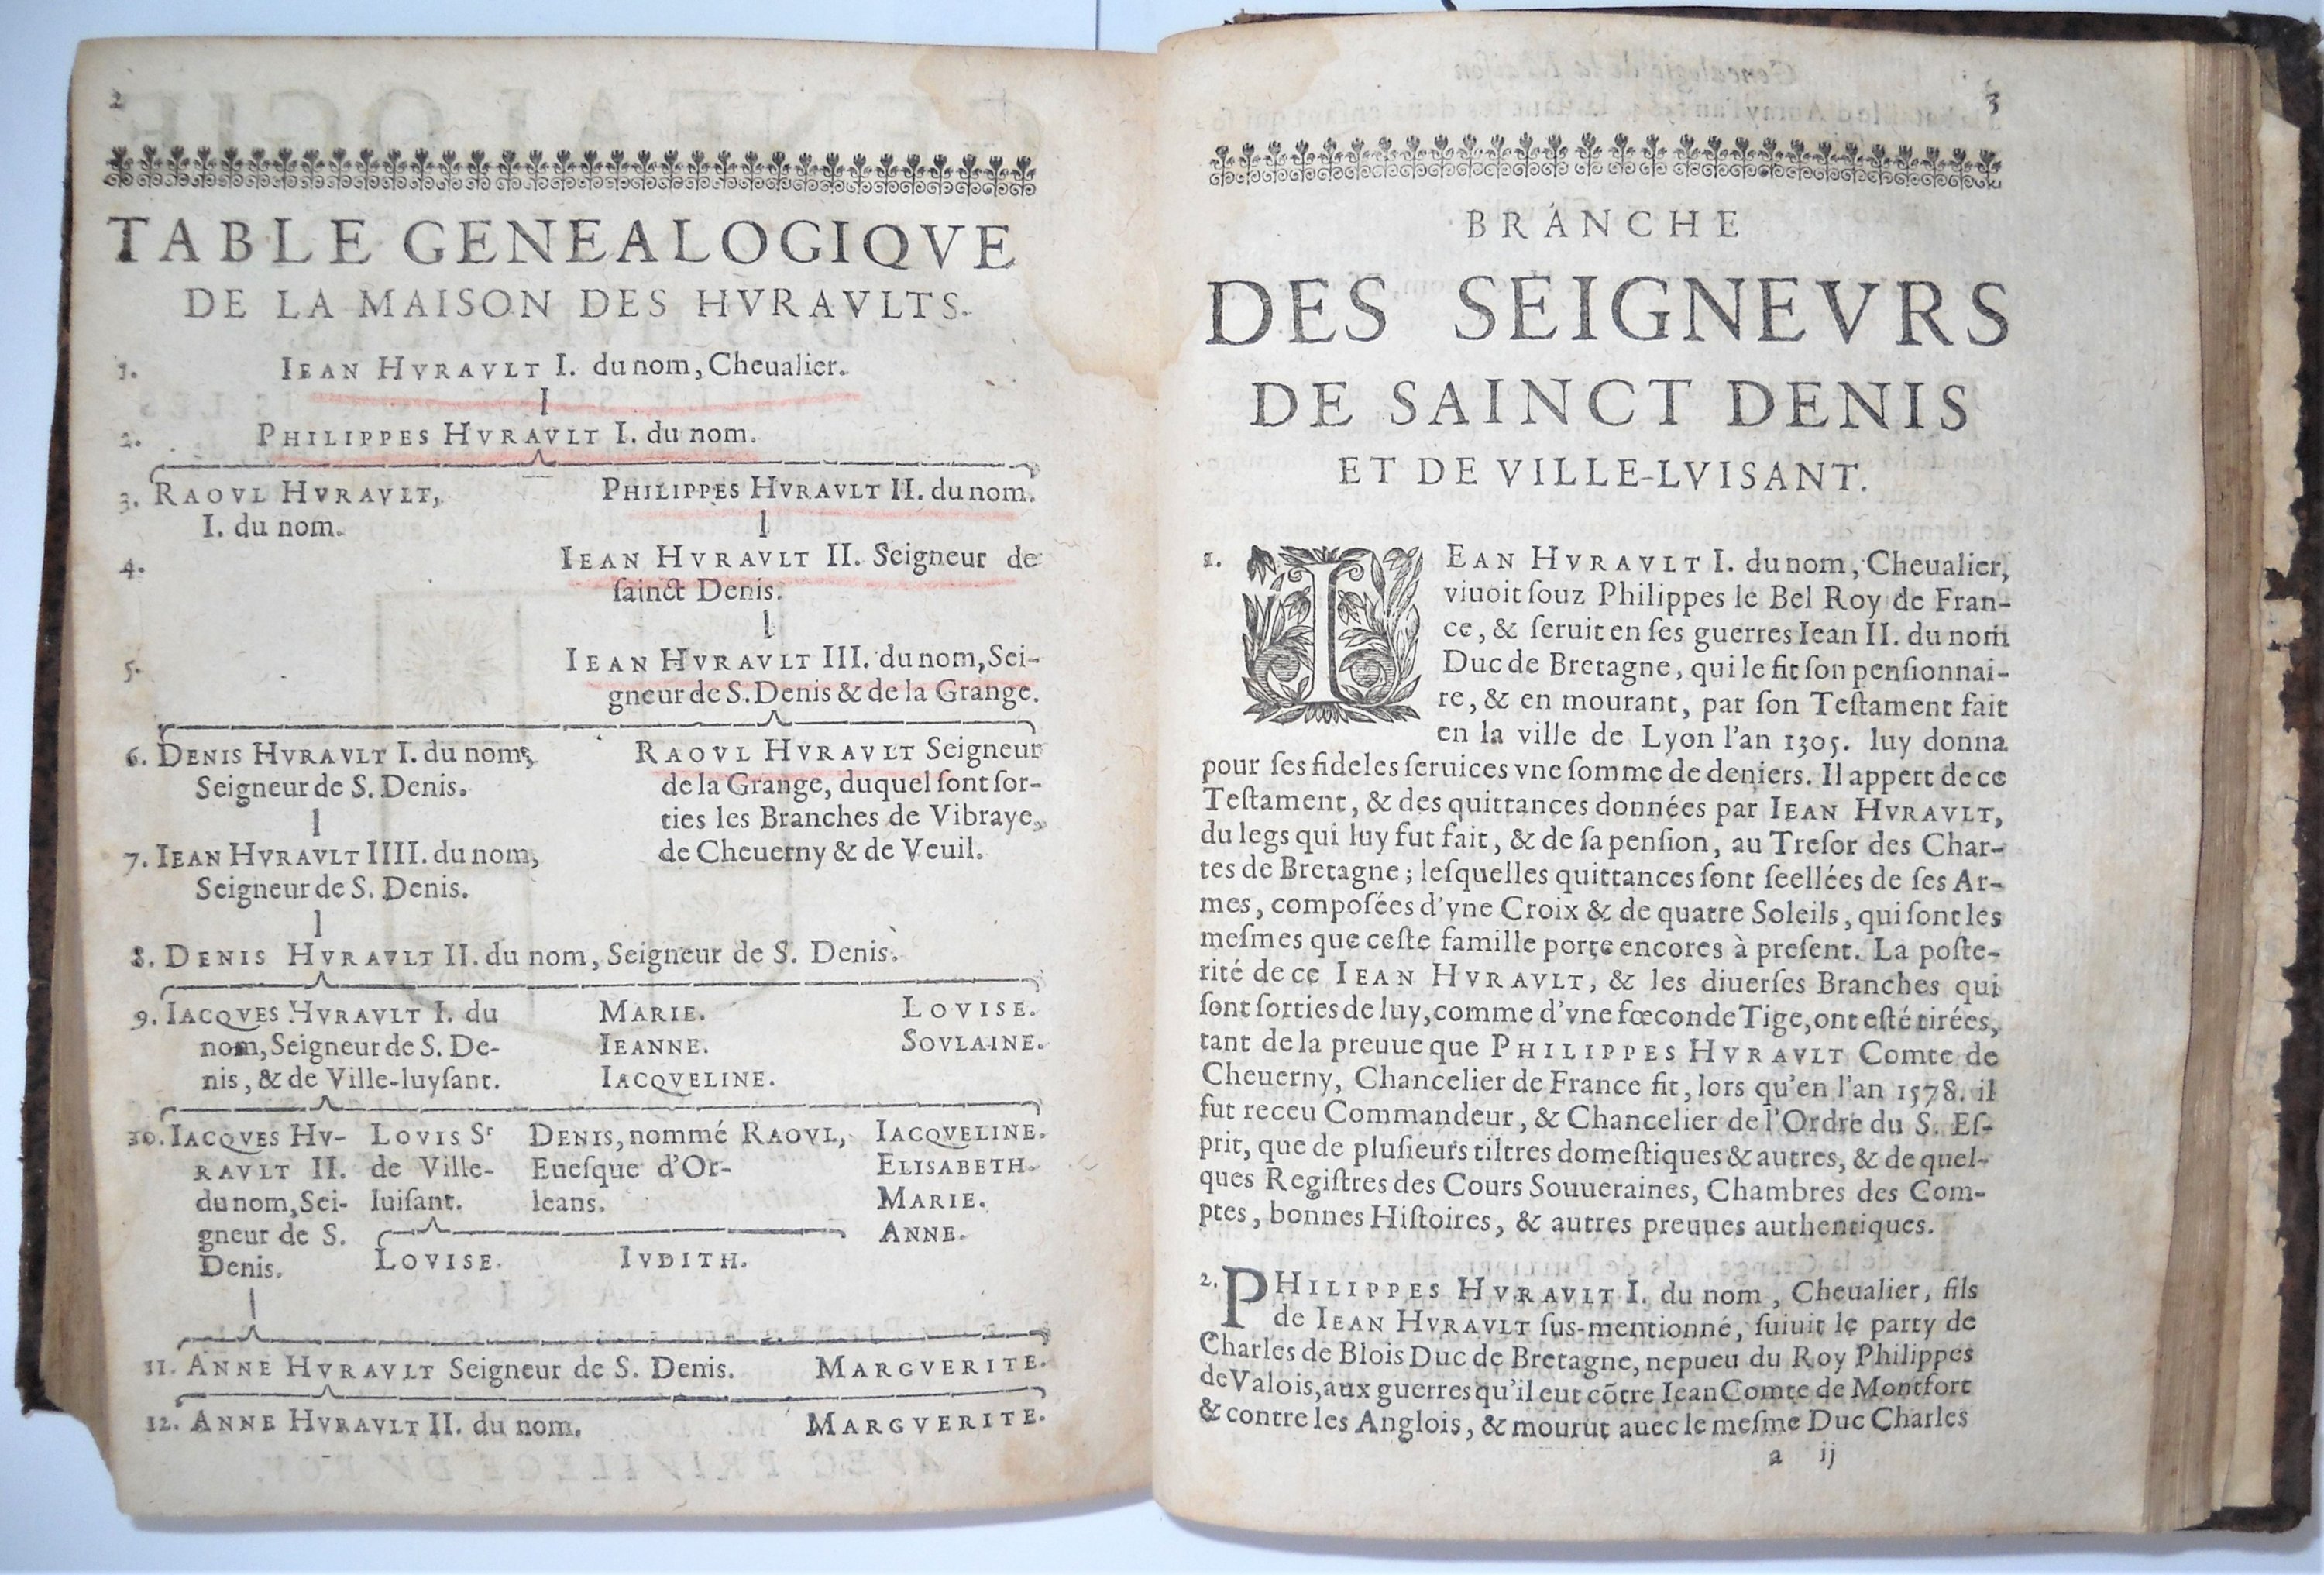 2
TABLE GENEALOGIQVE
DE LA MAISON DES HVRAVLTS.
1. IEAN HVRAVLT I. du nom, Cheualier.
2. PHILIPPES HVRAVLT I. du nom.
3. RAOVL HVRAVLT, PHILIPPES HVRAVLT II. du nom.
I. du nom.
4. IEAN HVRAVLT II. Seigneur de
sainct Denis.
5. IEAN HVRAVLT III. du nom, Sei-
gneur de S. Denis & de la Grange.
6. DENIS HVRAVLT I. du nom, RAOVL HVRAVLT Seigneur
Seigneur de S. Denis. de la Grange, duquel sont sor-
ties les Branches de Vibraye,
7. IEAN HVRAVLT IIII. du nom, de Cheuerny & de Veuil.
Seigneur de S. Denis.
8. DENIS HVRAVLT II. du nom, Seigneur de S. Denis.
9. IACQVES HVRAVLT I. du MARIE. LOVISE.
nom, Seigneur de S. De- IEANNE. SOVLAINE.
nis, & de Ville-luysant. IACQVELINE.
10. IACQVES HV- LOVIS Sr DENIS, nommé RAOVL, IACQVELINE.
RAVLT II. de Ville- Euesque d'Or- ELISABETH.
du nom, Sei- luisant. leans. MARIE.
gneur de S. ANNE.
Denis. LOVISE. IVDITH.
11. ANNE HVRAVLT Seigneur de S. Denis. MARGVERITE.
12. ANNE HVRAVLT II. du nom. MARGVERITE.
3
BRANCHE
DES SEIGNEVRS
DE SAINCT DENIS
ET DE VILLE-LVISANT.
1. IEAN HVRAVLT I. du nom, Cheualier,
viuoit souz Philippes le Bel Roy de Fran-
ce, & seruit en ses guerres Iean II. du nom
Duc de Bretagne, qui le fit son pensionnai-
re, & en mourant, par son Testament fait
en la ville de Lyon l'an 1305. luy donna
pour ses fideles seruices vne somme de deniers. Il appert de ce
Testament, & des quittances données par IEAN HVRAVLT,
du legs qui luy fut fait, & de sa pension, au Tresor des Char-
tes de Bretagne; lesquelles quittances sont seellées de ses Ar-
mes, composées d'vne Croix & de quatre Soleils, qui sont les
mesmes que ceste famille porte encores à present. La poste-
rité de ce IEAN HVRAVLT, & les diuerses Branches qui
sont sorties de luy, comme d'vne fœconde Tige, ont esté tirées,
tant de la preuue que PHILIPPES HVRAVLT Comte de
Cheuerny, Chancelier de France fit, lors qu'en l'an 1578. il
fut receu Commandeur, & Chancelier de l'Ordre du S. Es-
prit, que de plusieurs tiltres domestiques & autres, & de quel-
ques Registres des Cours Souueraines, Chambres des Com-
ptes, bonnes Histoires, & autres preuues authentiques.
2. PHILIPPES HVRAVLT I. du nom, Cheualier, fils
de IEAN HVRAVLT sus-mentionné, suiuit le party de
Charles de Blois Duc de Bretagne, nepueu du Roy Philippes
de Valois, aux guerres qu'il eut cõtre Iean Comte de Montfort
& contre les Anglois, & mourut auec le mesme Duc Charles
a ij